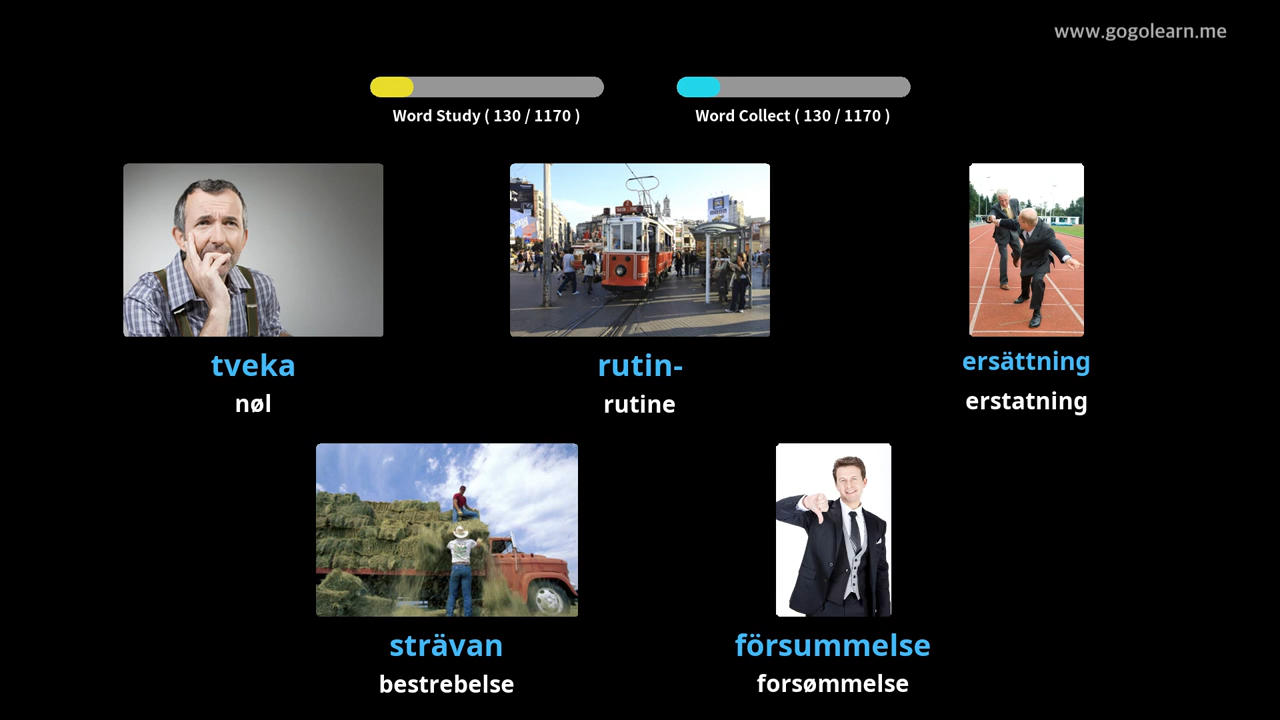 www.gogolearn.me
Word Study ( 130 / 1170 )
Word Collect ( 130 / 1170 )
tveka
nøl
rutin-
rutine
ersättning
erstatning
strävan
bestrebelse
försummelse
forsømmelse